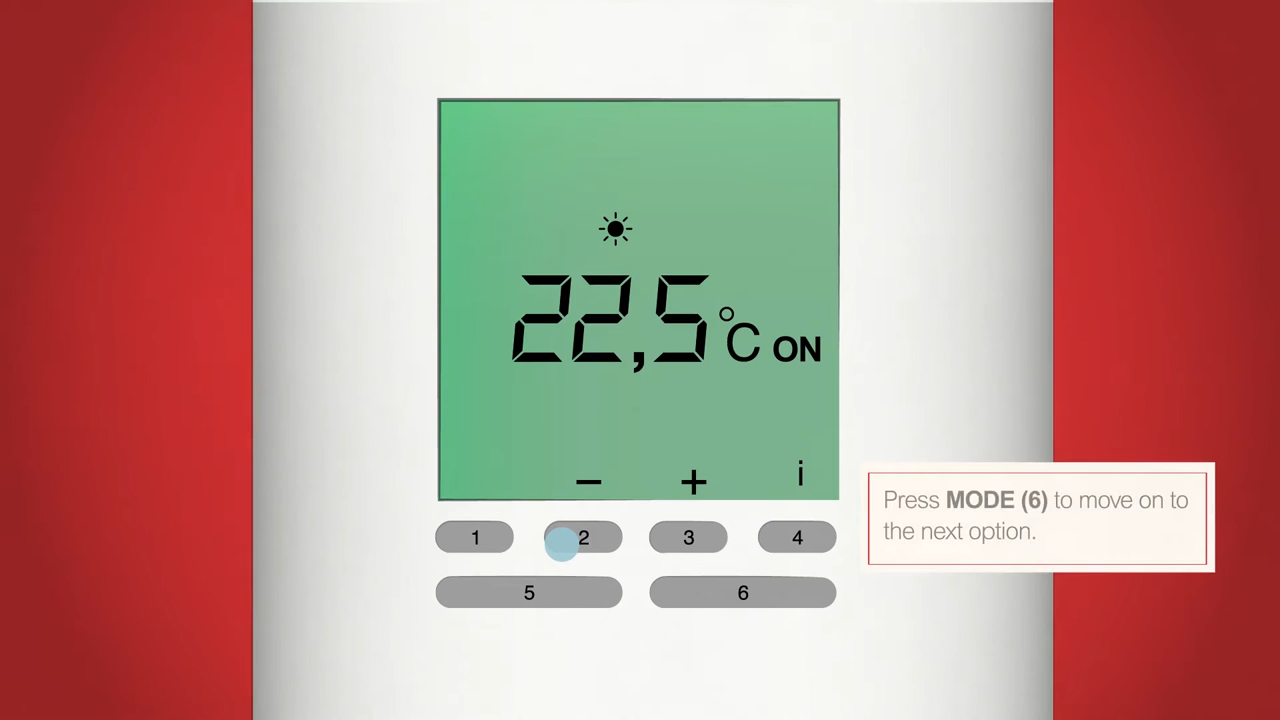 22,5 °C ON
− + i
1 2 3 4
5 6
Press MODE (6) to move on to
the next option.